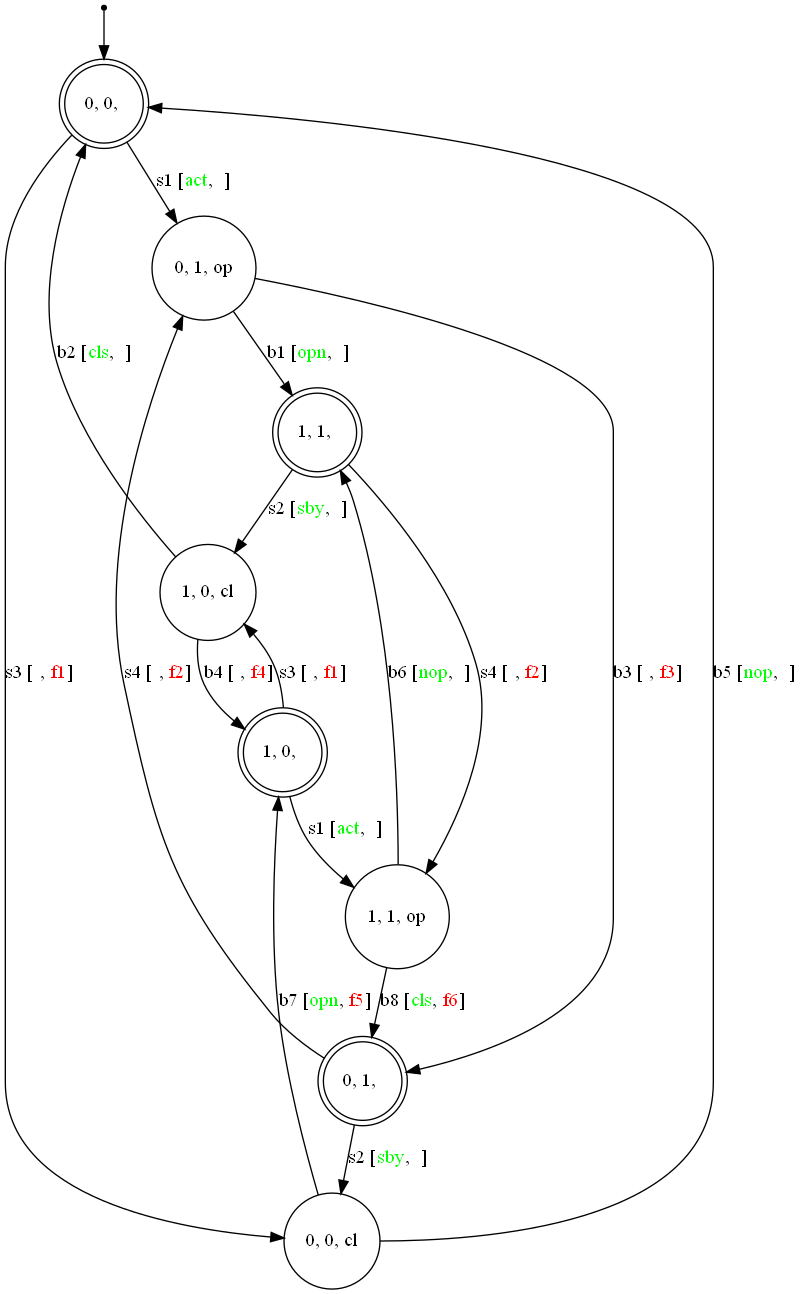 0, 0,
s1 [act,  ]
0, 1, op
b2 [cls,  ]
b1 [opn,  ]
1, 1,
s2 [sby,  ]
1, 0, cl
s3 [ , f1]
s4 [ , f2]
b4 [ , f4]
s3 [ , f1]
b6 [nop,  ]
s4 [ , f2]
b3 [ , f3]
b5 [nop,  ]
1, 0,
s1 [act,  ]
1, 1, op
b7 [opn, f5]
b8 [cls, f6]
0, 1,
s2 [sby,  ]
0, 0, cl